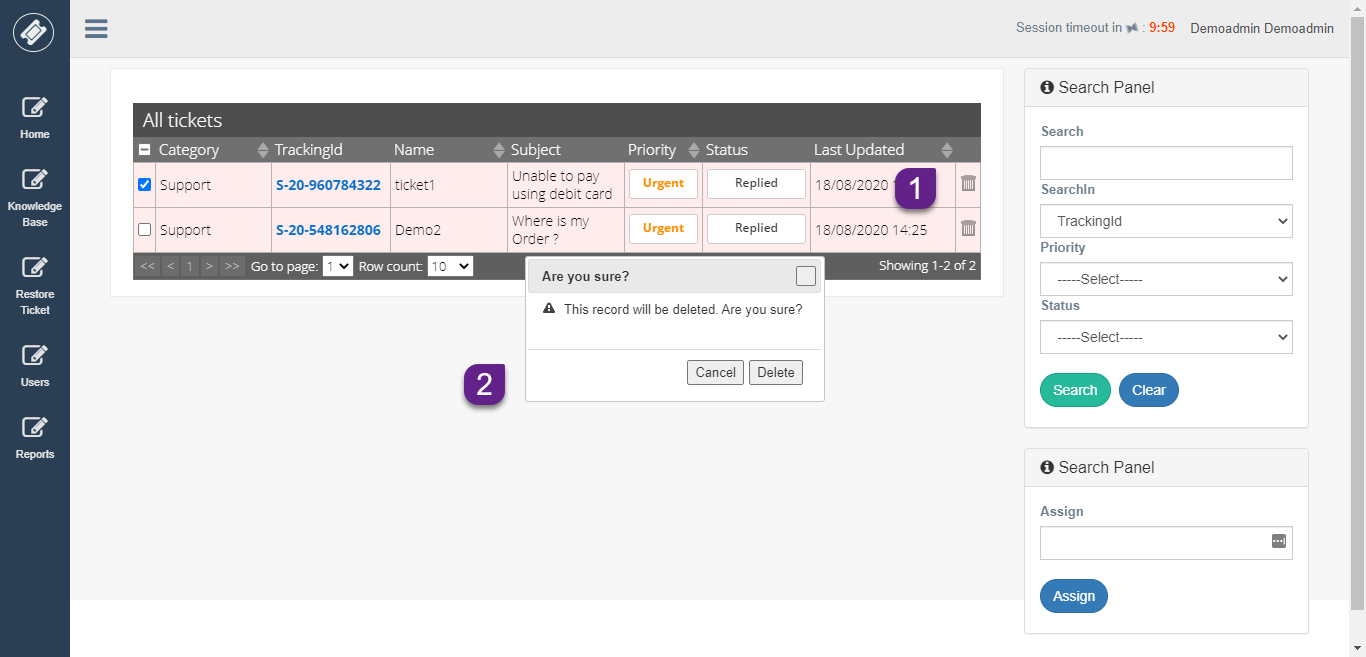 Session timeout in : 9:59 Demoadmin Demoadmin
Home
Knowledge
Base
Restore
Ticket
Users
Reports
All tickets
Category TrackingId Name Subject Priority Status Last Updated
Support S-20-960784322 ticket1 Unable to pay
using debit card Urgent Replied 18/08/2020
1
Support S-20-548162806 Demo2 Where is my
Order ? Urgent Replied 18/08/2020 14:25
<< < 1 > >> Go to page: 1 Row count: 10 Showing 1-2 of 2
Are you sure?
This record will be deleted. Are you sure?
Cancel Delete
2
Search Panel
Search
SearchIn
TrackingId
Priority
-----Select-----
Status
-----Select-----
Search Clear
Search Panel
Assign
Assign